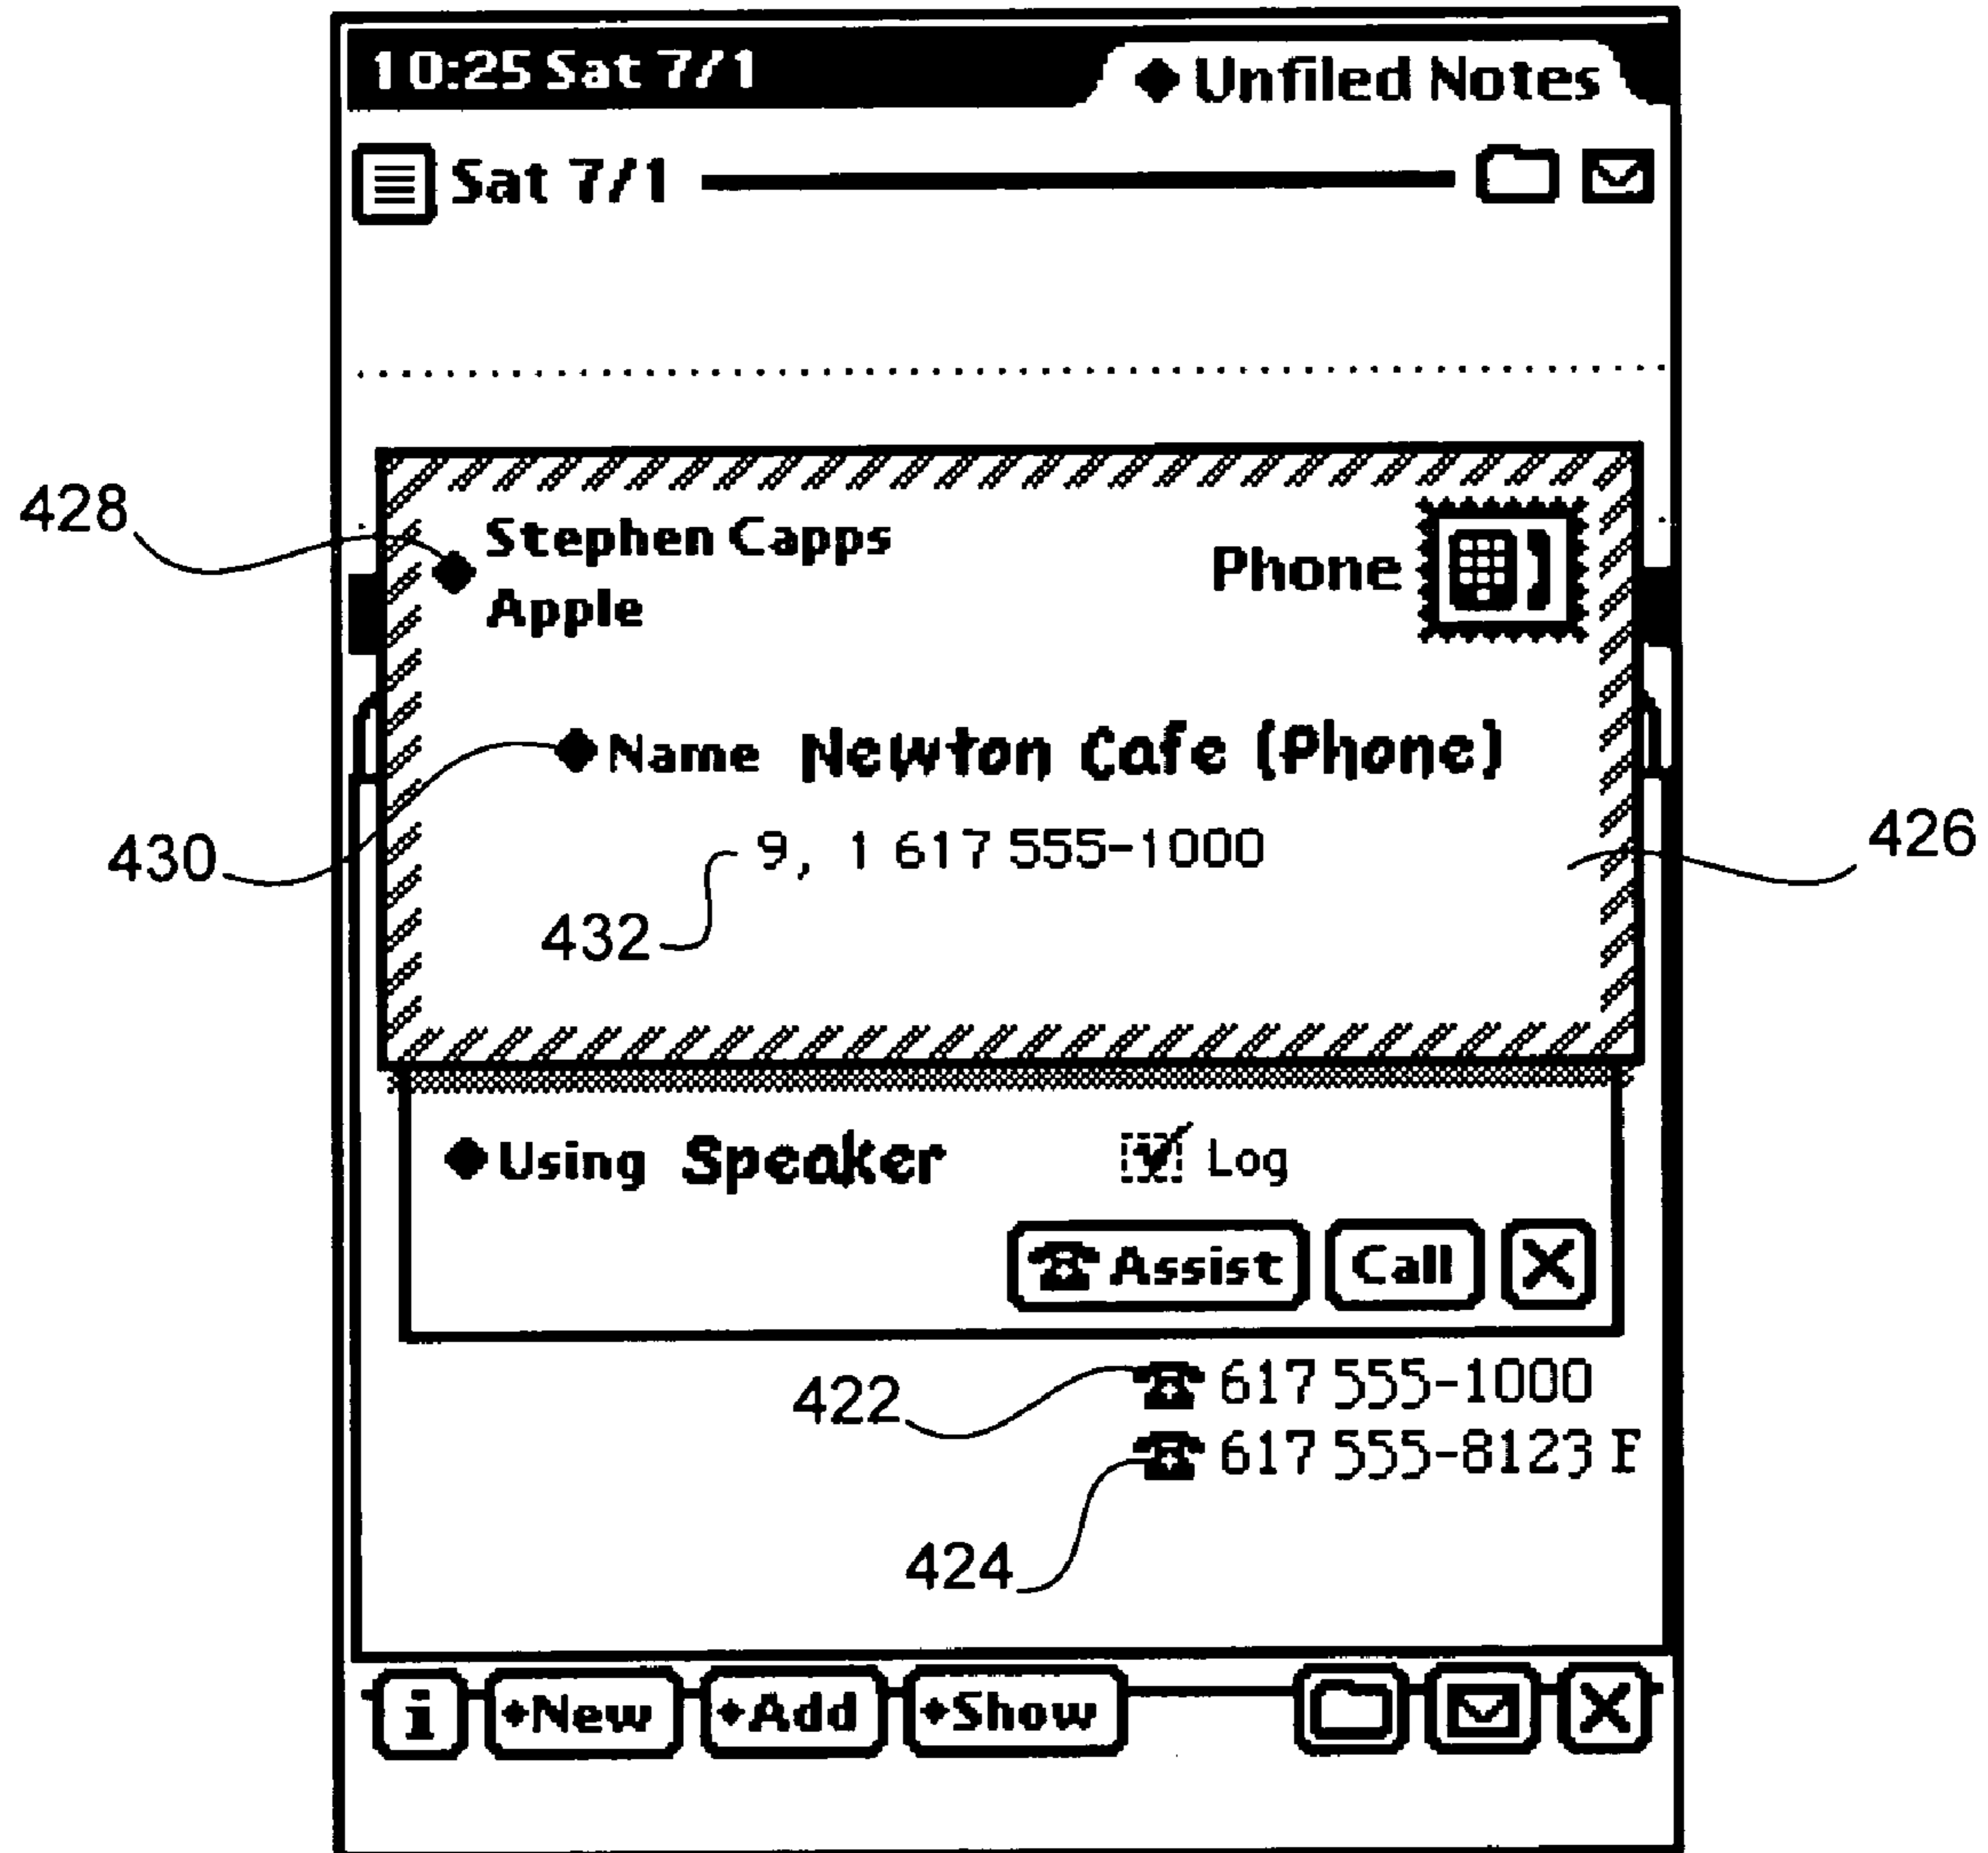 10:25 Sat 7/1 ◆Unfiled Notes
Sat 7/1
428
Stephen Capps
◆
Apple
Phone
◆Name Newton Cafe (Phone)
430
9, 1 617 555-1000
426
432
◆Using Speaker
Log
Assist Call X
422
617 555-1000
617 555-8123 F
424
i ◆New ◆Add ◆Show X